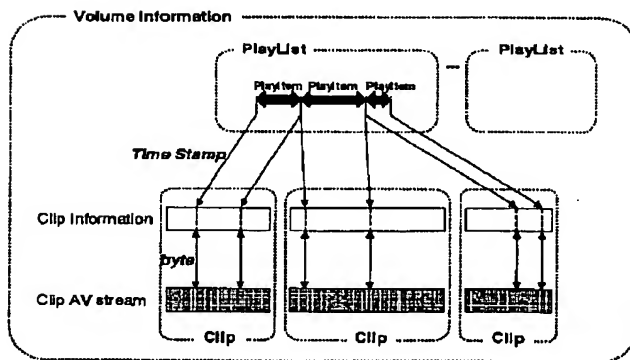 Volume Information
PlayList
PlayList
PlayItem PlayItem PlayItem
Time Stamp
Clip Information
byte
Clip AV stream
Clip
Clip
Clip